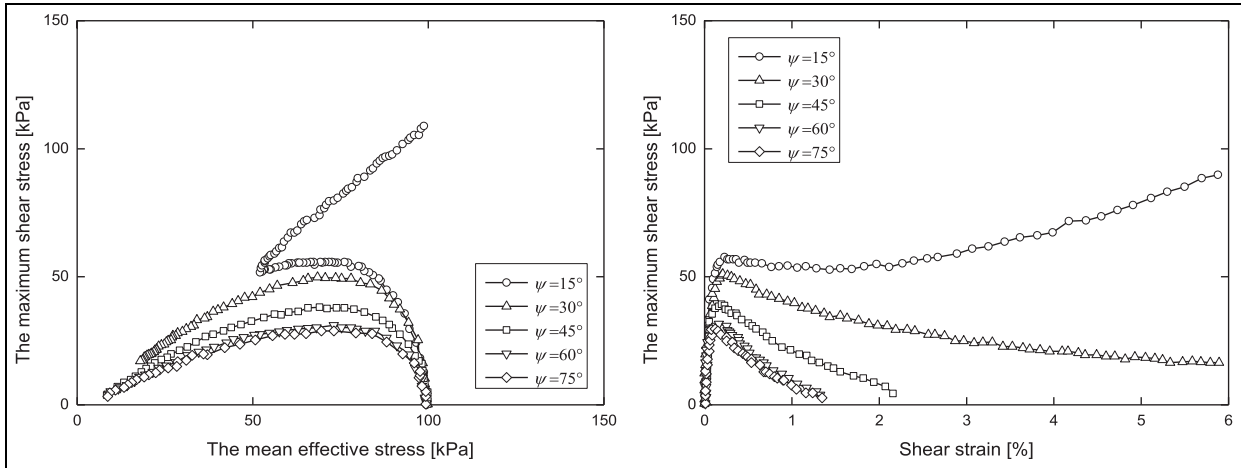 150
100
50
0
0
50
100
150
The maximum shear stress [kPa]
The mean effective stress [kPa]
ψ=15°
ψ=30°
ψ=45°
ψ=60°
ψ=75°
150
100
50
0
0
1
2
3
4
5
6
The maximum shear stress [kPa]
Shear strain [%]
ψ=15°
ψ=30°
ψ=45°
ψ=60°
ψ=75°